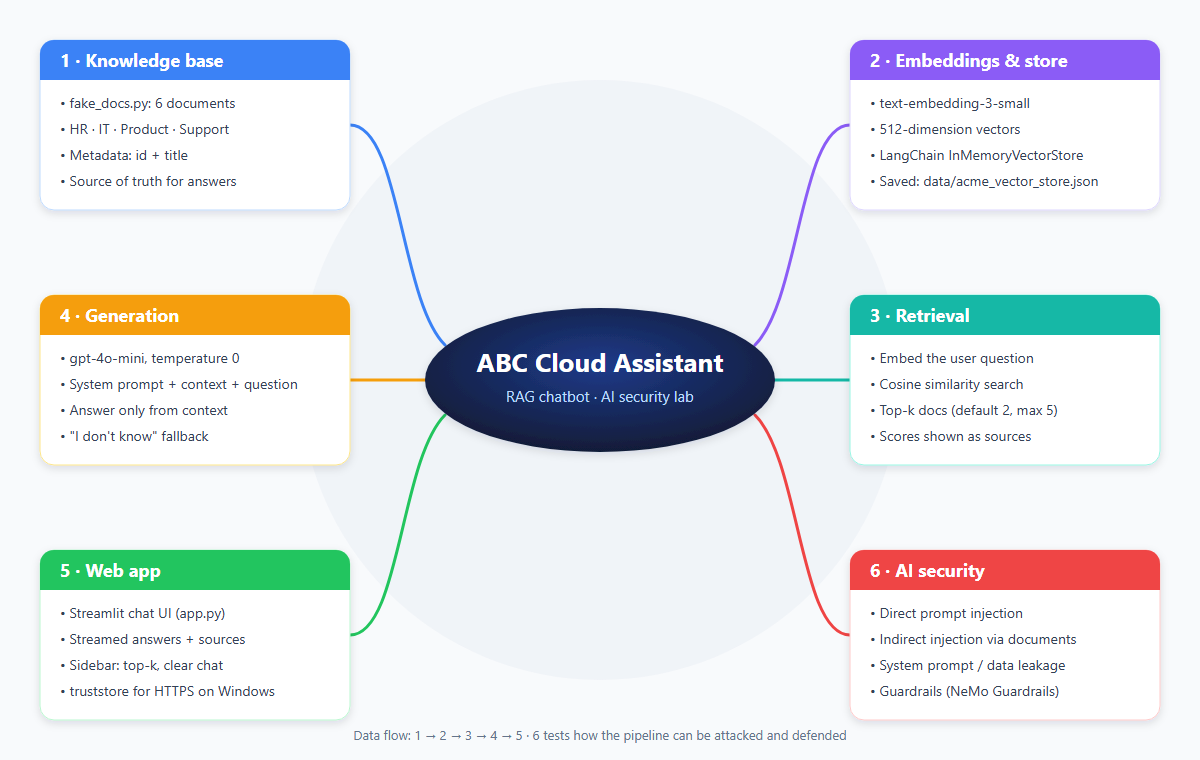 1 · Knowledge base
• fake_docs.py: 6 documents
• HR · IT · Product · Support
• Metadata: id + title
• Source of truth for answers
2 · Embeddings & store
• text-embedding-3-small
• 512-dimension vectors
• LangChain InMemoryVectorStore
• Saved: data/acme_vector_store.json
ABC Cloud Assistant
RAG chatbot · AI security lab
3 · Retrieval
• Embed the user question
• Cosine similarity search
• Top-k docs (default 2, max 5)
• Scores shown as sources
4 · Generation
• gpt-4o-mini, temperature 0
• System prompt + context + question
• Answer only from context
• "I don't know" fallback
5 · Web app
• Streamlit chat UI (app.py)
• Streamed answers + sources
• Sidebar: top-k, clear chat
• truststore for HTTPS on Windows
6 · AI security
• Direct prompt injection
• Indirect injection via documents
• System prompt / data leakage
• Guardrails (NeMo Guardrails)
Data flow: 1 → 2 → 3 → 4 → 5 · 6 tests how the pipeline can be attacked and defended